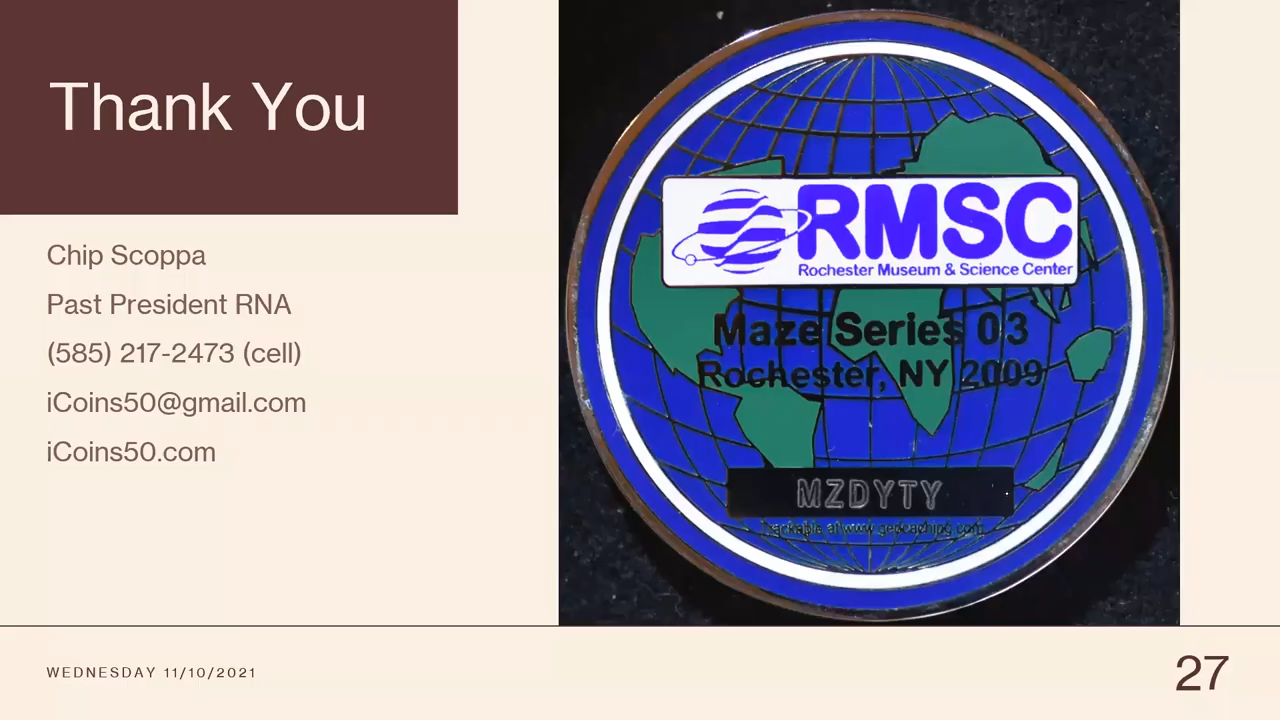 Thank You
Chip Scoppa
Past President RNA
(585) 217-2473 (cell)
iCoins50@gmail.com
iCoins50.com
RMSC
Rochester Museum & Science Center
Maze Series 03
Rochester, NY 2009
MZDYTY
Trackable at www.geocaching.com
WEDNESDAY 11/10/2021
27